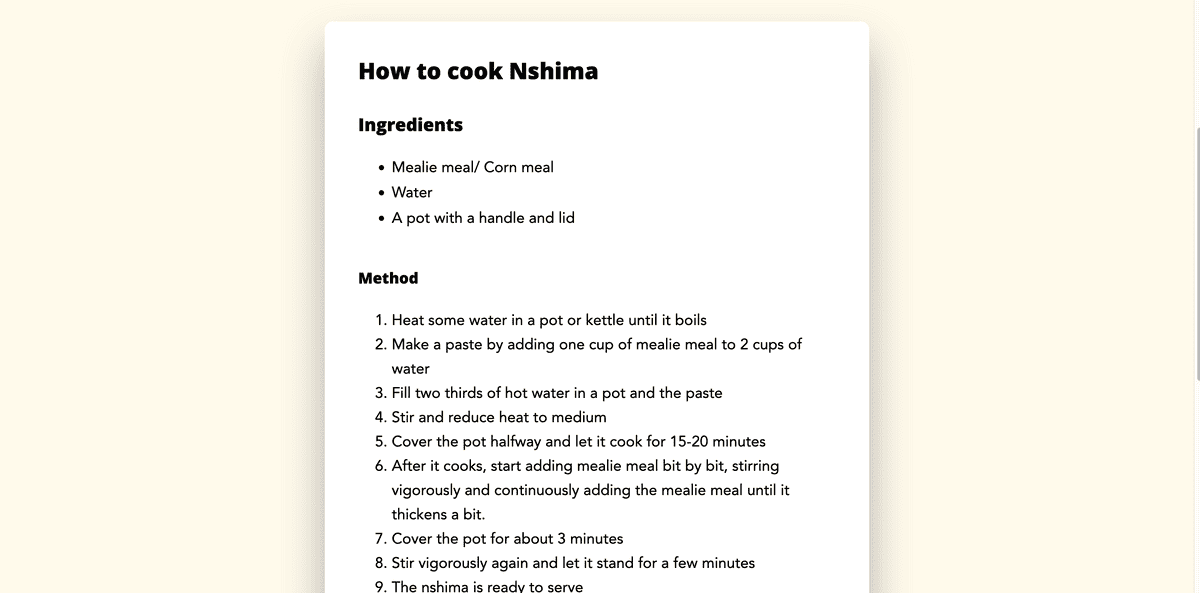 How to cook Nshima
Ingredients
• Mealie meal/ Corn meal
• Water
• A pot with a handle and lid
Method
1. Heat some water in a pot or kettle until it boils
2. Make a paste by adding one cup of mealie meal to 2 cups of
water
3. Fill two thirds of hot water in a pot and the paste
4. Stir and reduce heat to medium
5. Cover the pot halfway and let it cook for 15-20 minutes
6. After it cooks, start adding mealie meal bit by bit, stirring
vigorously and continuously adding the mealie meal until it
thickens a bit.
7. Cover the pot for about 3 minutes
8. Stir vigorously again and let it stand for a few minutes
9. The nshima is ready to serve